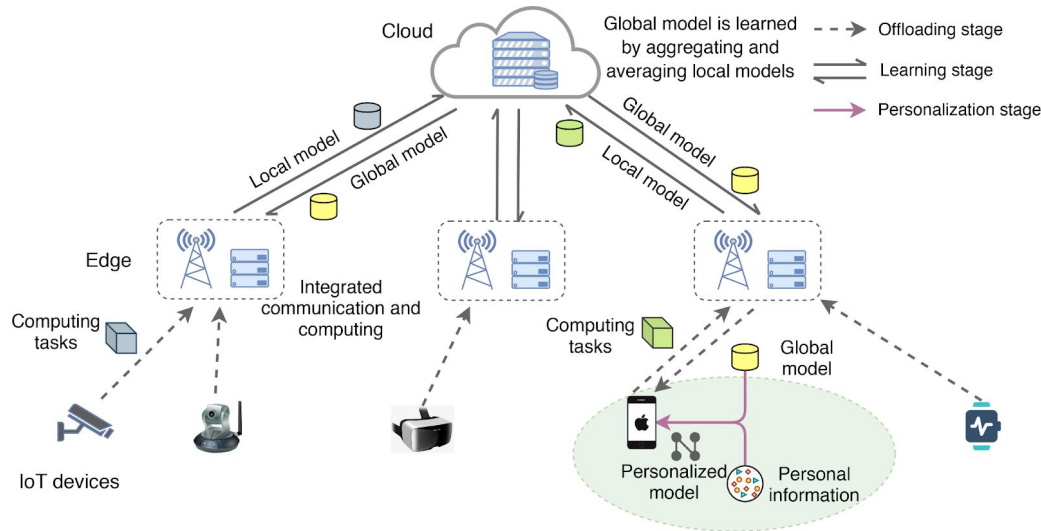 Cloud
Global model is learned
by aggregating and
averaging local models
Offloading stage
Learning stage
Personalization stage
Local model
Global model
Global model
Local model
Edge
Integrated
communication and
computing
Computing
tasks
Computing
tasks
Global
model
IoT devices
Personalized
model
Personal
information